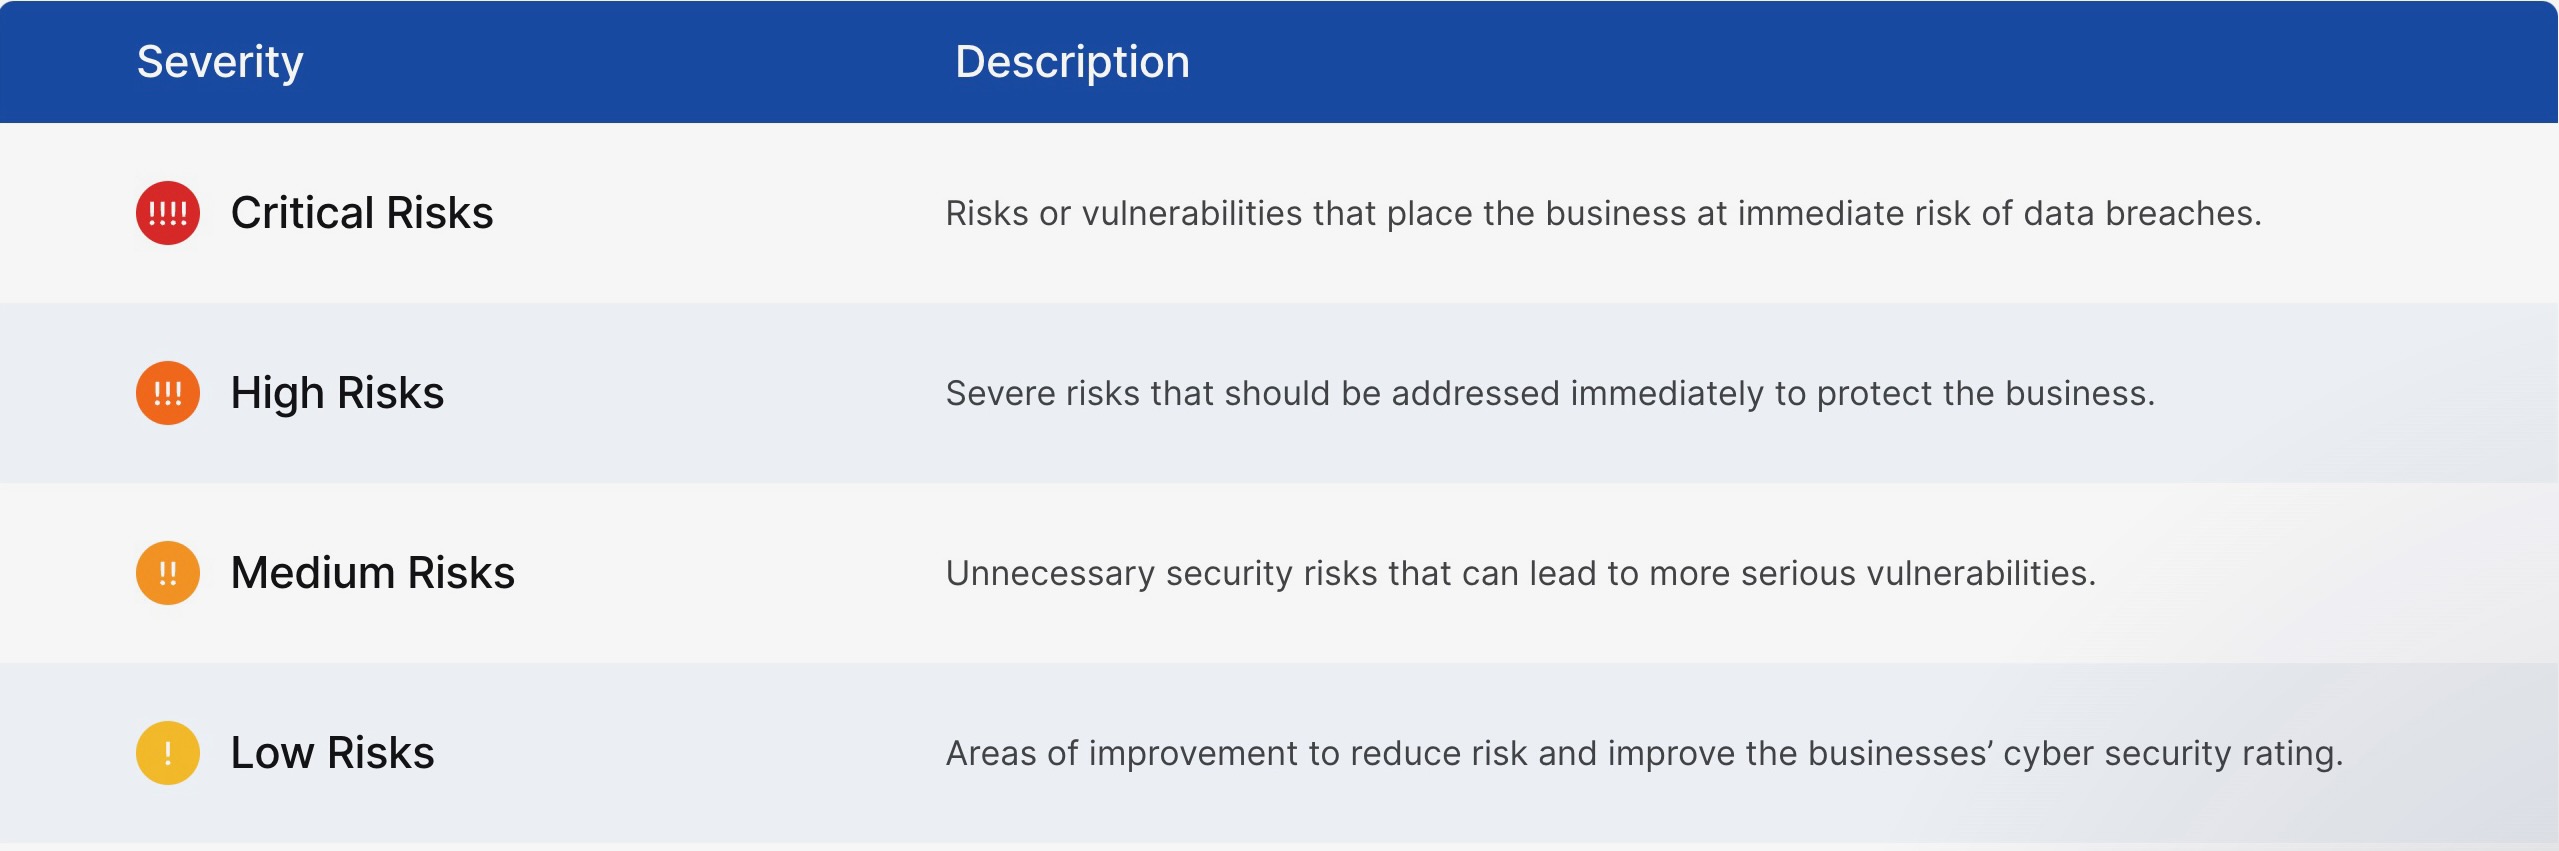 Severity Description
!!!! Critical Risks Risks or vulnerabilities that place the business at immediate risk of data breaches.
!!! High Risks Severe risks that should be addressed immediately to protect the business.
!! Medium Risks Unnecessary security risks that can lead to more serious vulnerabilities.
! Low Risks Areas of improvement to reduce risk and improve the businesses’ cyber security rating.